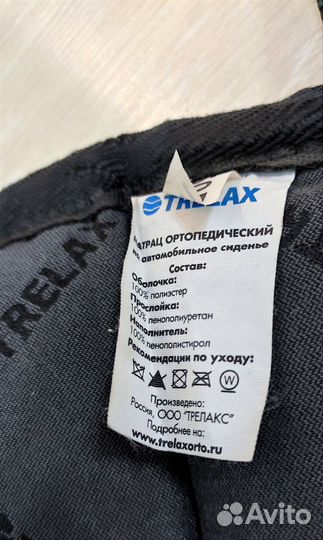 TRELAX
МАТРАЦ ОРТОПЕДИЧЕСКИЙ
на автомобильное сиденье
Состав:
Оболочка:
100% полиэстер
Прослойка:
100% пенополиуретан
Наполнитель:
100% пенополистирол
Рекомендации по уходу:
W
Произведено:
Россия, ООО "ТРЕЛАКС"
Подробнее на:
www.trelaxorto.ru
TRELAX
Avito